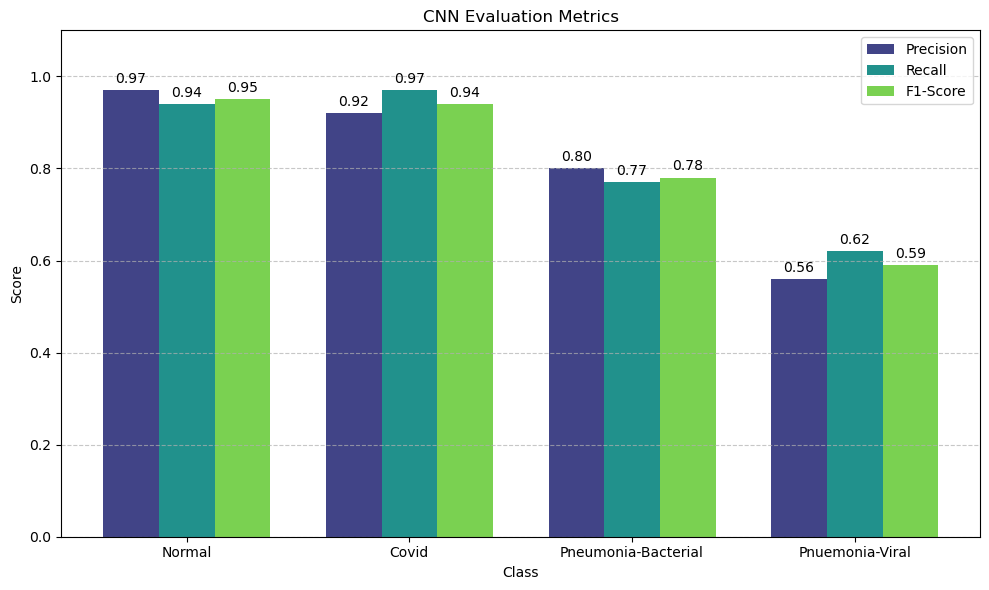 CNN Evaluation Metrics
Precision
Recall
F1-Score
1.0
0.8
0.6
0.4
0.2
0.0
Score
0.97
0.94
0.95
0.92
0.97
0.94
0.80
0.77
0.78
0.56
0.62
0.59
Normal
Covid
Pneumonia-Bacterial
Pnuemonia-Viral
Class